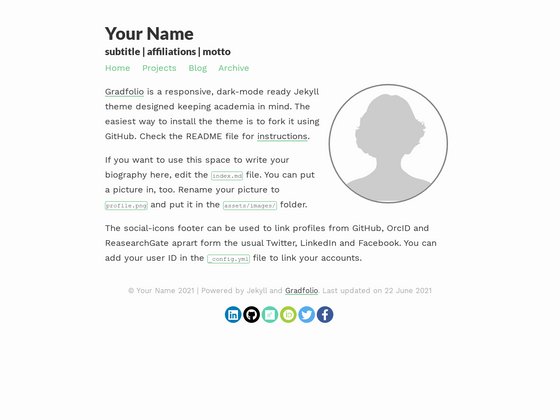 Your Name
subtitle | affiliations | motto
Home Projects Blog Archive
Gradfolio is a responsive, dark-mode ready Jekyll
theme designed keeping academia in mind. The
easiest way to install the theme is to fork it using
GitHub. Check the README file for instructions.
If you want to use this space to write your
biography here, edit the index.md file. You can put
a picture in, too. Rename your picture to
profile.png and put it in the assets/images/ folder.
The social-icons footer can be used to link profiles from GitHub, OrcID and
ReasearchGate aprart form the usual Twitter, LinkedIn and Facebook. You can
add your user ID in the _config.yml file to link your accounts.
© Your Name 2021 | Powered by Jekyll and Gradfolio. Last updated on 22 June 2021